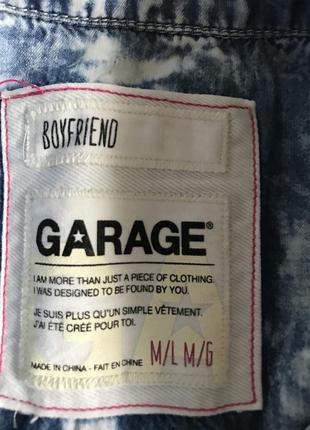 BOYFRIEND
GARAGE®
I AM MORE THAN JUST A PIECE OF CLOTHING.
I WAS DESIGNED TO BE FOUND BY YOU.
JE SUIS PLUS QU'UN SIMPLE VÊTEMENT.
J'AI ÉTÉ CRÉÉ POUR TOI.
MADE IN CHINA - FAIT EN CHINE
M/L M/G